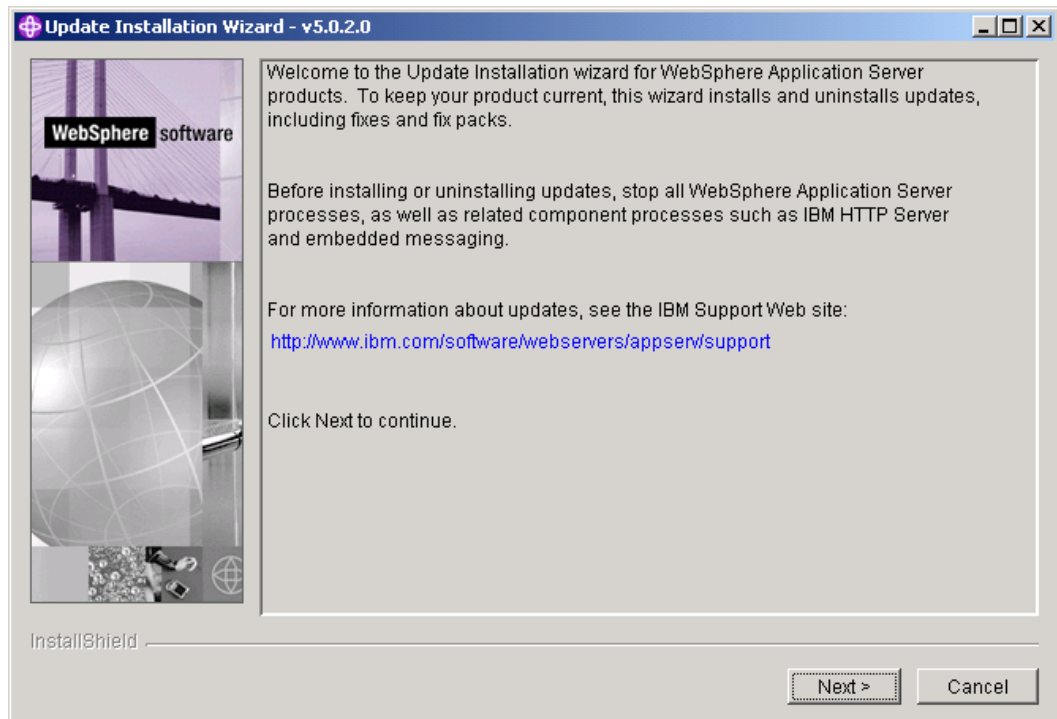 Update Installation Wizard - v5.0.2.0
WebSphere software
Welcome to the Update Installation wizard for WebSphere Application Server
products. To keep your product current, this wizard installs and uninstalls updates,
including fixes and fix packs.
Before installing or uninstalling updates, stop all WebSphere Application Server
processes, as well as related component processes such as IBM HTTP Server
and embedded messaging.
For more information about updates, see the IBM Support Web site:
http://www.ibm.com/software/webservers/appserv/support
Click Next to continue.
InstallShield
Next >
Cancel